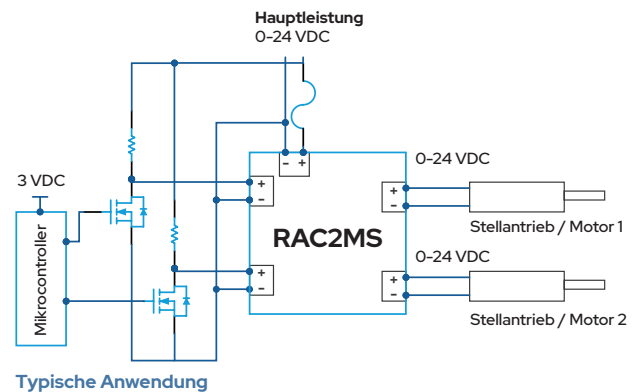 Hauptleistung
0-24 VDC
- +
0-24 VDC
3 VDC
+
-
+
-
Stellantrieb / Motor 1
RAC2MS
Mikrocontroller
0-24 VDC
+
-
+
-
Stellantrieb / Motor 2
Typische Anwendung